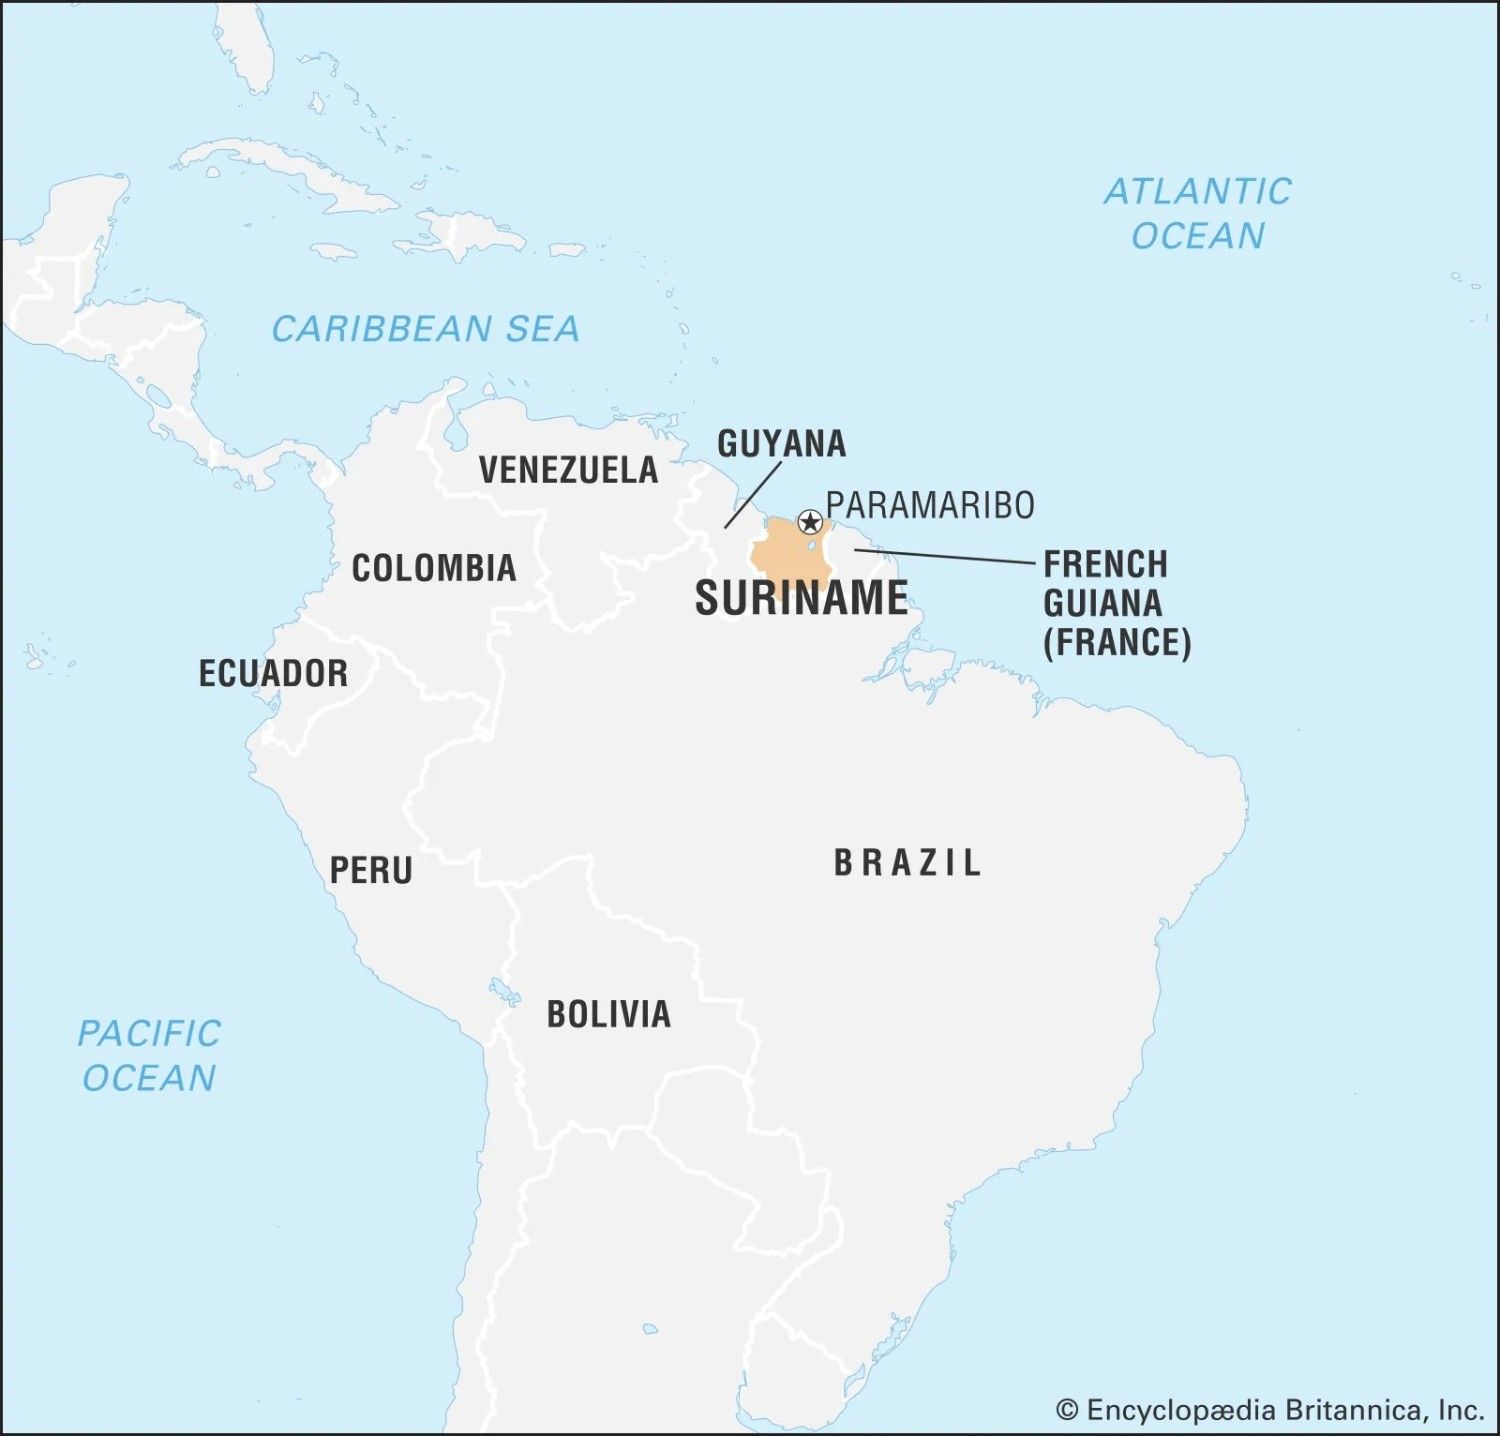 ATLANTIC
OCEAN
CARIBBEAN SEA
GUYANA
VENEZUELA
PARAMARIBO
COLOMBIA
FRENCH
GUIANA
(FRANCE)
SURINAME
ECUADOR
BRAZIL
PERU
BOLIVIA
PACIFIC
OCEAN
© Encyclopædia Britannica, Inc.